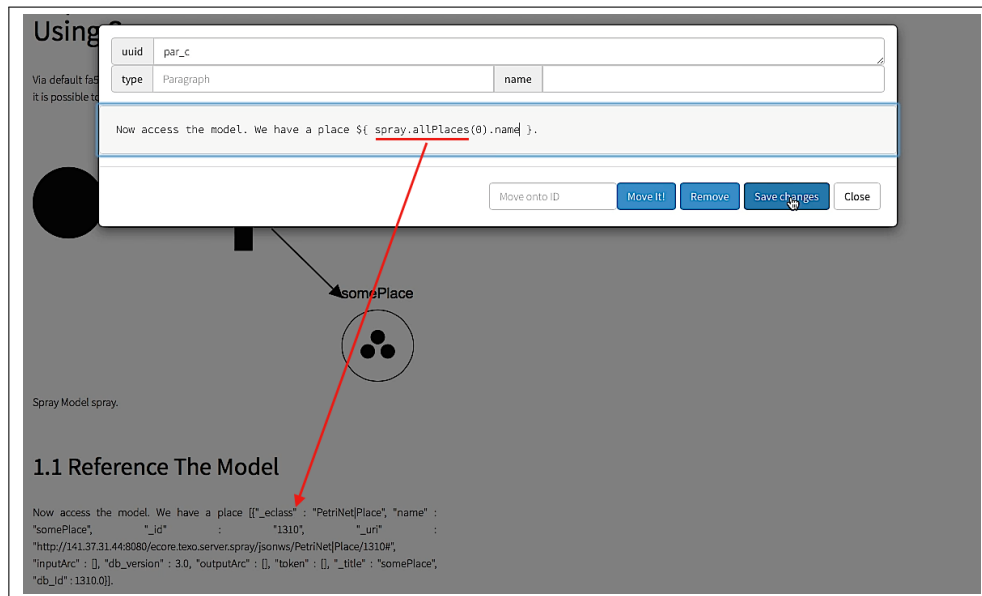 Using
uuid par_c
Via default fa
type Paragraph name
it is possible to
Now access the model. We have a place ${ spray.allPlaces(0).name }.
Move onto ID Move It! Remove Save changes Close
somePlace
Spray Model spray.
1.1 Reference The Model
Now access the model. We have a place [{"_eclass" : "PetriNet|Place", "name" :
"somePlace", "_id" : "1310", "_uri" :
"http://141.37.31.44:8080/ecore.texo.server.spray/jsonws/PetriNet|Place/1310#",
"inputArc" : [], "db_version" : 3.0, "outputArc" : [], "token" : [], "_title" : "somePlace",
"db_Id" : 1310.0}].